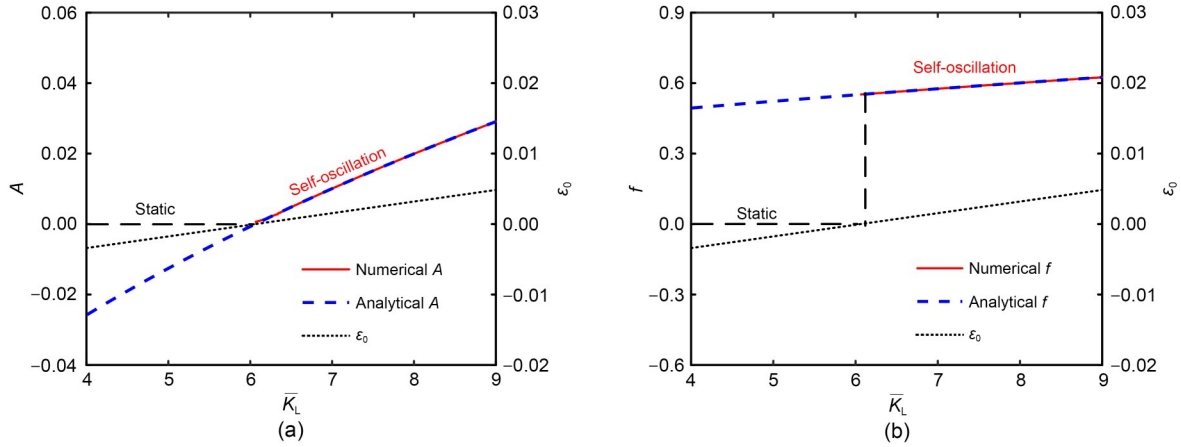 0.06
0.04
0.02
0.00
−0.02
−0.04
A
0.03
0.02
0.01
0.00
−0.01
−0.02
ε0
Self-oscillation
Static
Numerical A
Analytical A
ε0
4 5 6 7 8 9
K̅L
(a)
0.9
0.6
0.3
0.0
−0.3
−0.6
f
0.03
0.02
0.01
0.00
−0.01
−0.02
ε0
Self-oscillation
Static
Numerical f
Analytical f
ε0
4 5 6 7 8 9
K̅L
(b)